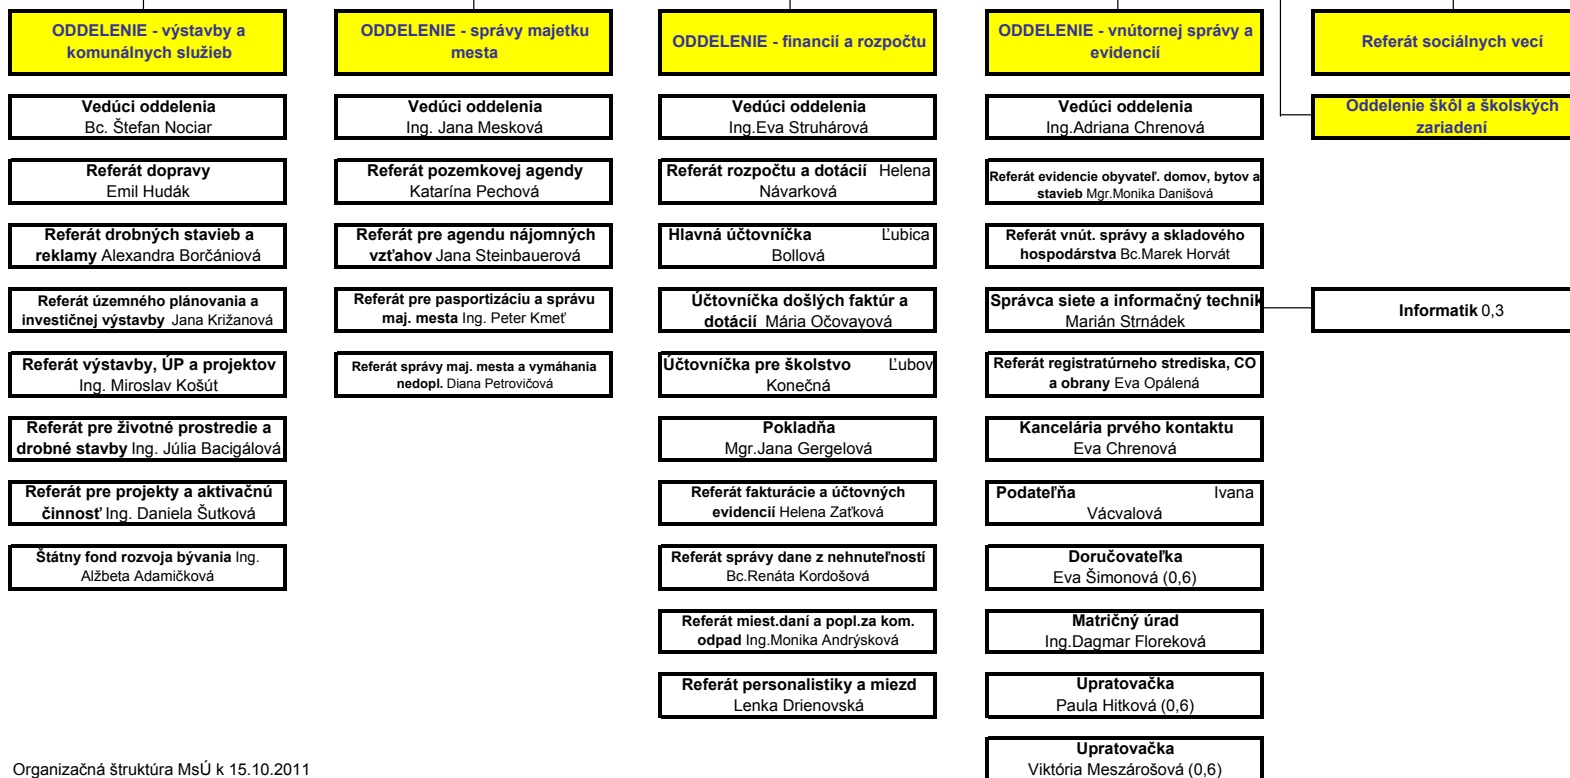 ODDELENIE - výstavby a
komunálnych služieb
Vedúci oddelenia
Bc. Štefan Nociar
Referát dopravy
Emil Hudák
Referát drobných stavieb a
reklamy Alexandra Borčániová
Referát územného plánovania a
investičnej výstavby Jana Križanová
Referát výstavby, ÚP a projektov
Ing. Miroslav Košút
Referát pre životné prostredie a
drobné stavby Ing. Júlia Bacigálová
Referát pre projekty a aktivačnú
činnosť Ing. Daniela Šutková
Štátny fond rozvoja bývania Ing.
Alžbeta Adamičková
ODDELENIE - správy majetku
mesta
Vedúci oddelenia
Ing. Jana Mesková
Referát pozemkovej agendy
Katarína Pechová
Referát pre agendu nájomných
vzťahov Jana Steinbauerová
Referát pre pasportizáciu a správu
maj. mesta Ing. Peter Kmeť
Referát správy maj. mesta a vymáhania
nedopl. Diana Petrovičová
ODDELENIE - financií a rozpočtu
Vedúci oddelenia
Ing.Eva Struhárová
Referát rozpočtu a dotácií Helena
Návarková
Hlavná účtovníčka Ľubica
Bollová
Účtovníčka došlých faktúr a
dotácií Mária Očovayová
Účtovníčka pre školstvo Ľubov
Konečná
Pokladňa
Mgr.Jana Gergelová
Referát fakturácie a účtovných
evidencií Helena Zaťková
Referát správy dane z nehnuteľností
Bc.Renáta Kordošová
Referát miest.daní a popl.za kom.
odpad Ing.Monika Andrýsková
Referát personalistiky a miezd
Lenka Drienovská
ODDELENIE - vnútornej správy a
evidencií
Vedúci oddelenia
Ing.Adriana Chrenová
Referát evidencie obyvateľ. domov, bytov a
stavieb Mgr.Monika Danišová
Referát vnút. správy a skladového
hospodárstva Bc.Marek Horvát
Správca siete a informačný technik
Marián Strnádek
Referát registratúrneho strediska, CO
a obrany Eva Opálená
Kancelária prvého kontaktu
Eva Chrenová
Podateľňa Ivana
Vácvalová
Doručovateľka
Eva Šimonová (0,6)
Matričný úrad
Ing.Dagmar Floreková
Upratovačka
Paula Hitková (0,6)
Upratovačka
Viktória Meszárošová (0,6)
Referát sociálnych vecí
Oddelenie škôl a školských
zariadení
Informatik 0,3
Organizačná štruktúra MsÚ k 15.10.2011